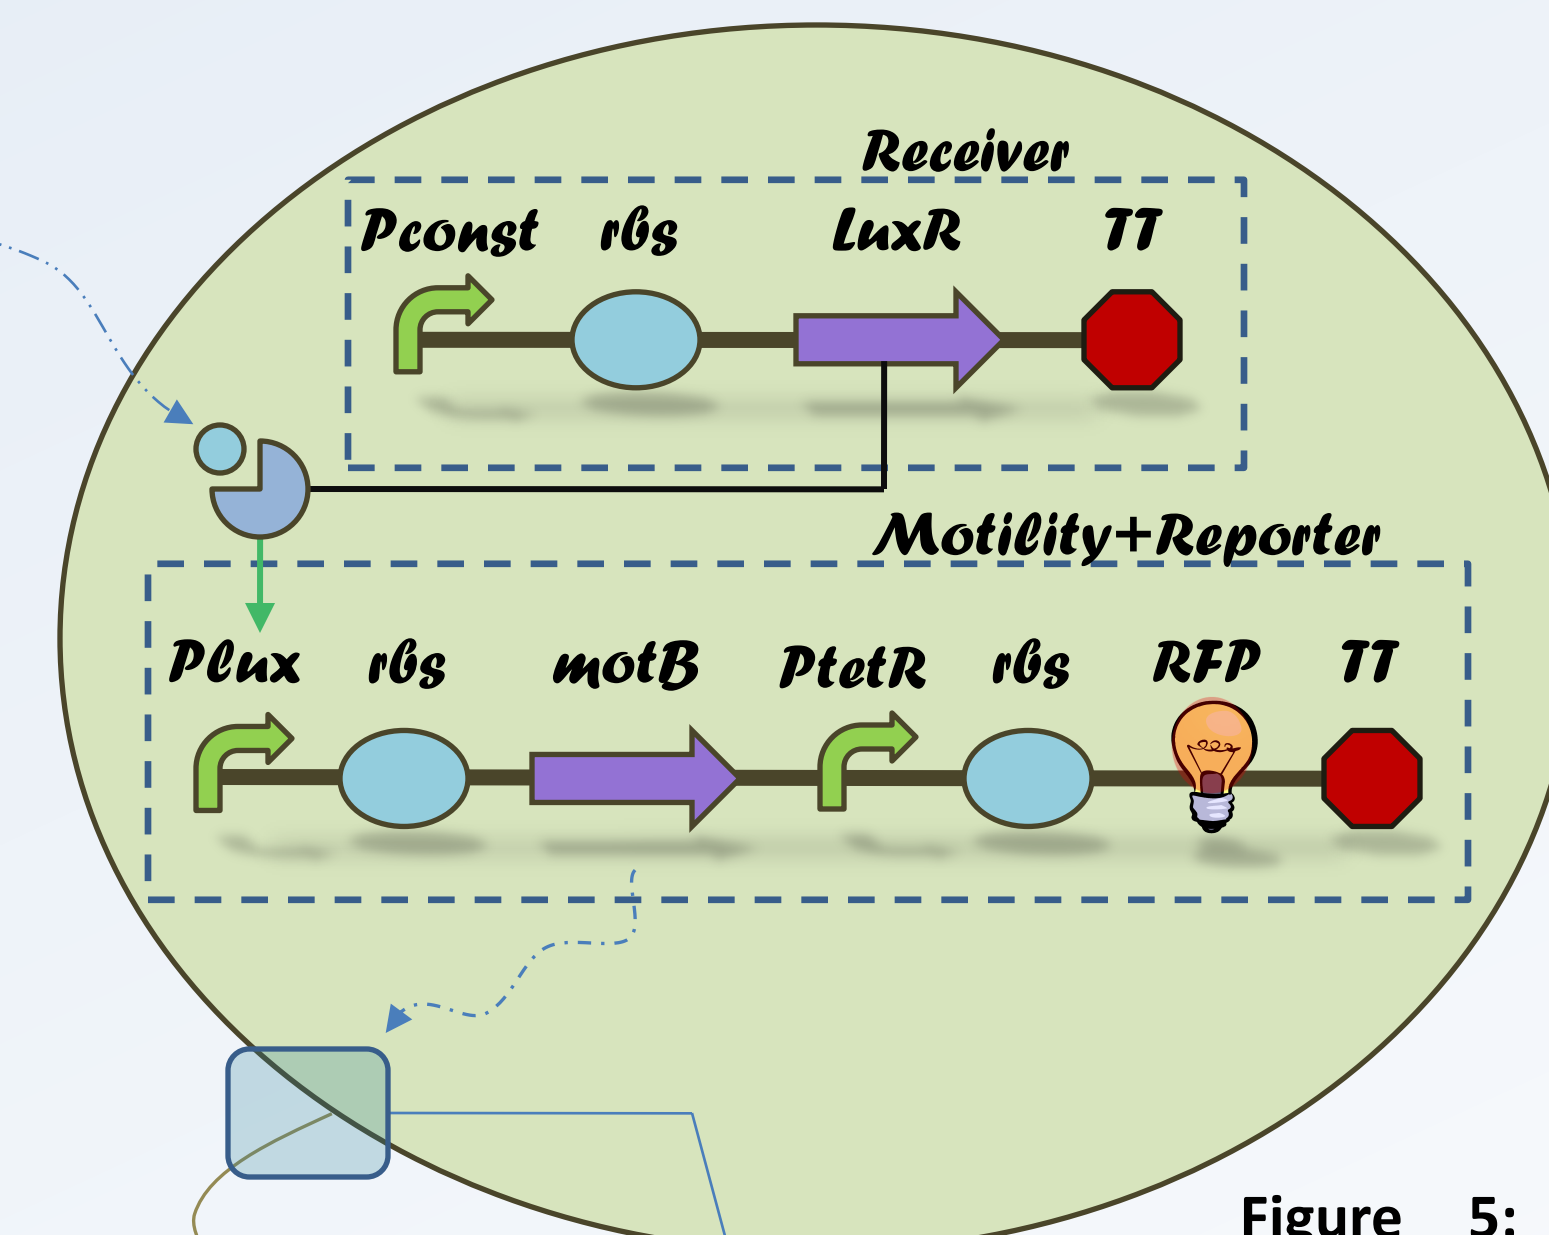 Receiver
Pconst rbs LuxR TT
Motility+Reporter
Plux rbs motB PtetR rbs RFP TT
Figure 5: